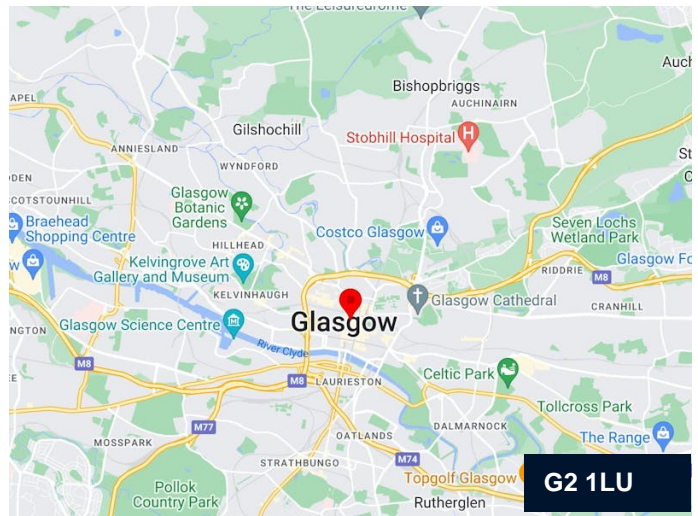 The Leisuredrome
Auch
Bishopbriggs
AUCHINAIRN
APEL
Gilshochill
Stobhill Hospital
ANNIESLAND
St
C
WYNDFORD
DEN
COTSTOUNHILL
Glasgow
Botanic
Gardens
Braehead
Shopping Centre
HILLHEAD
Costco Glasgow
Seven Lochs
Wetland Park
Kelvingrove Art
Gallery and Museum
RIDDRIE
Glasgow Fo
M8
w
KELVINHAUGH
Glasgow Cathedral
CRANHILL
Glasgow Science Centre
Glasgow
NGTON
River Clyde
M8
M8
LAURIESTON
Celtic Park
EE
Tollcross Park
M77
DALMARNOCK
MOSSPARK
OATLANDS
The Range
STRATHBUNGO
M74
Topgolf Glasgow
Pollok
Country Park
Rutherglen
G2 1LU